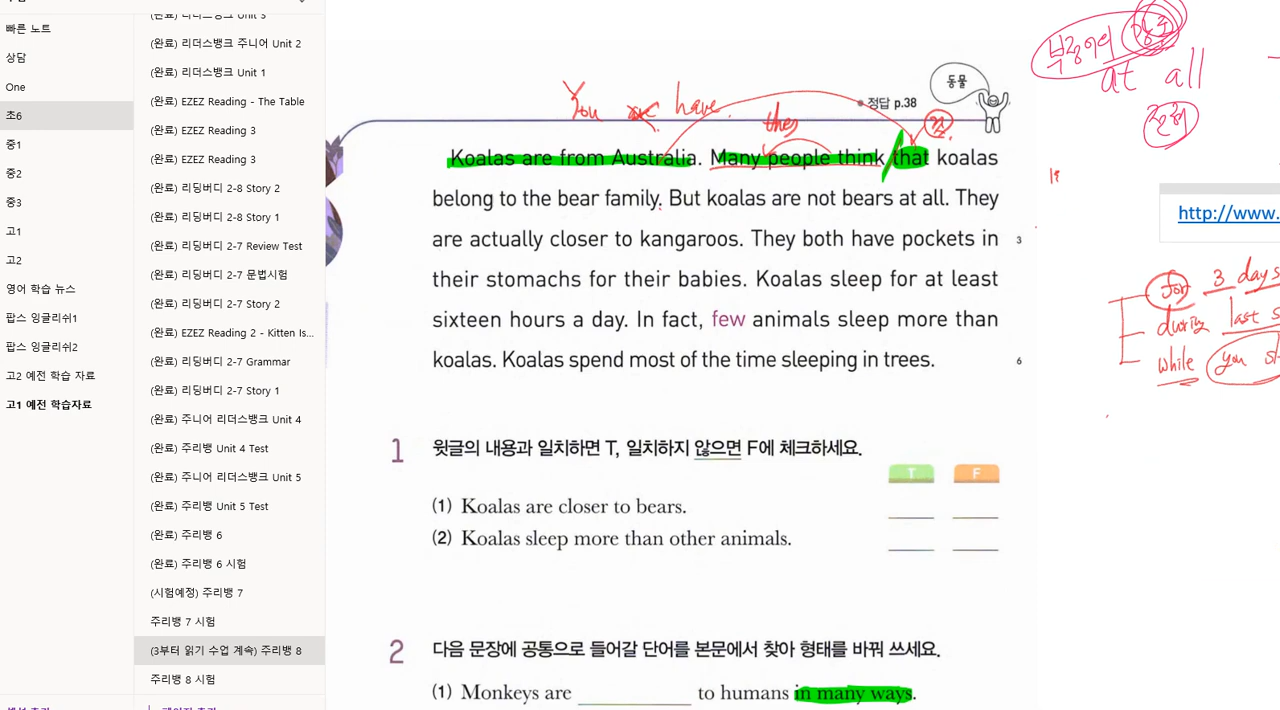 빠른 노트
상담
One
초6
중1
중2
중3
고1
고2
영어 학습 뉴스
팝스 잉글리쉬1
팝스 잉글리쉬2
고2 예전 학습 자료
고1 예전 학습자료
(완료) 리더스뱅크 Unit 3
(완료) 리더스뱅크 주니어 Unit 2
(완료) 리더스뱅크 Unit 1
(완료) EZEZ Reading - The Table
(완료) EZEZ Reading 3
(완료) EZEZ Reading 3
(완료) 리딩버디 2-8 Story 2
(완료) 리딩버디 2-8 Story 1
(완료) 리딩버디 2-7 Review Test
(완료) 리딩버디 2-7 문법시험
(완료) 리딩버디 2-7 Story 2
(완료) EZEZ Reading 2 - Kitten Is...
(완료) 리딩버디 2-7 Grammar
(완료) 리딩버디 2-7 Story 1
(완료) 주니어 리더스뱅크 Unit 4
(완료) 주리뱅 Unit 4 Test
(완료) 주니어 리더스뱅크 Unit 5
(완료) 주리뱅 Unit 5 Test
(완료) 주리뱅 6
(완료) 주리뱅 6 시험
(시험예정) 주리뱅 7
주리뱅 7 시험
(3부터 읽기 수업 계속) 주리뱅 8
주리뱅 8 시험
동물
정답 p.38
You are have.
they
Koalas are from Australia. Many people think that koalas
belong to the bear family. But koalas are not bears at all. They
are actually closer to kangaroos. They both have pockets in
3
their stomachs for their babies. Koalas sleep for at least
sixteen hours a day. In fact, few animals sleep more than
koalas. Koalas spend most of the time sleeping in trees.
6
1 윗글의 내용과 일치하면 T, 일치하지 않으면 F에 체크하세요.
T F
(1) Koalas are closer to bears.
(2) Koalas sleep more than other animals.
2 다음 문장에 공통으로 들어갈 단어를 본문에서 찾아 형태를 바꿔 쓰세요.
(1) Monkeys are to humans in many ways.
부정어의 강조
at all
전혀
http://www.
for 3 days
during last s
while you sl